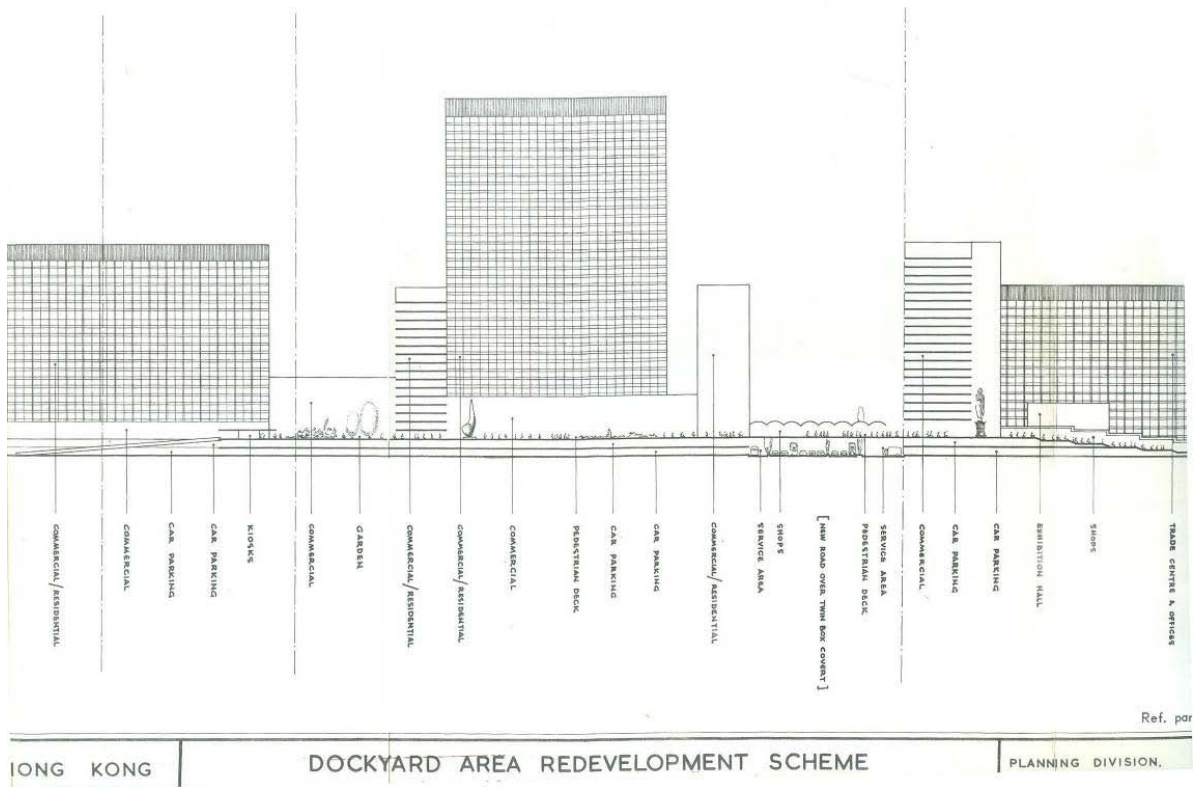 COMMERCIAL/RESIDENTIAL
COMMERCIAL
CAR PARKING
CAR PARKING
KIOSKS
COMMERCIAL
GARDEN
COMMERCIAL/RESIDENTIAL
COMMERCIAL/RESIDENTIAL
COMMERCIAL
PEDESTRIAN DECK
CAR PARKING
CAR PARKING
COMMERCIAL/RESIDENTIAL
SERVICE AREA
SHOPS
[NEW ROAD OVER TWIN BOX COVERT]
PEDESTRIAN DECK
SERVICE AREA
COMMERCIAL
CAR PARKING
CAR PARKING
EXHIBITION HALL
SHOPS
TRADE CENTRE & OFFICES
Ref. par
IONG KONG
DOCKYARD AREA REDEVELOPMENT SCHEME
PLANNING DIVISION.